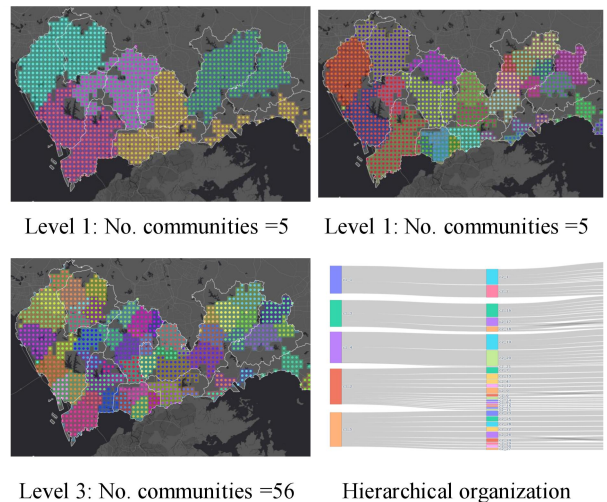 Level 1: No. communities =5
Level 1: No. communities =5
Level 3: No. communities =56
Hierarchical organization